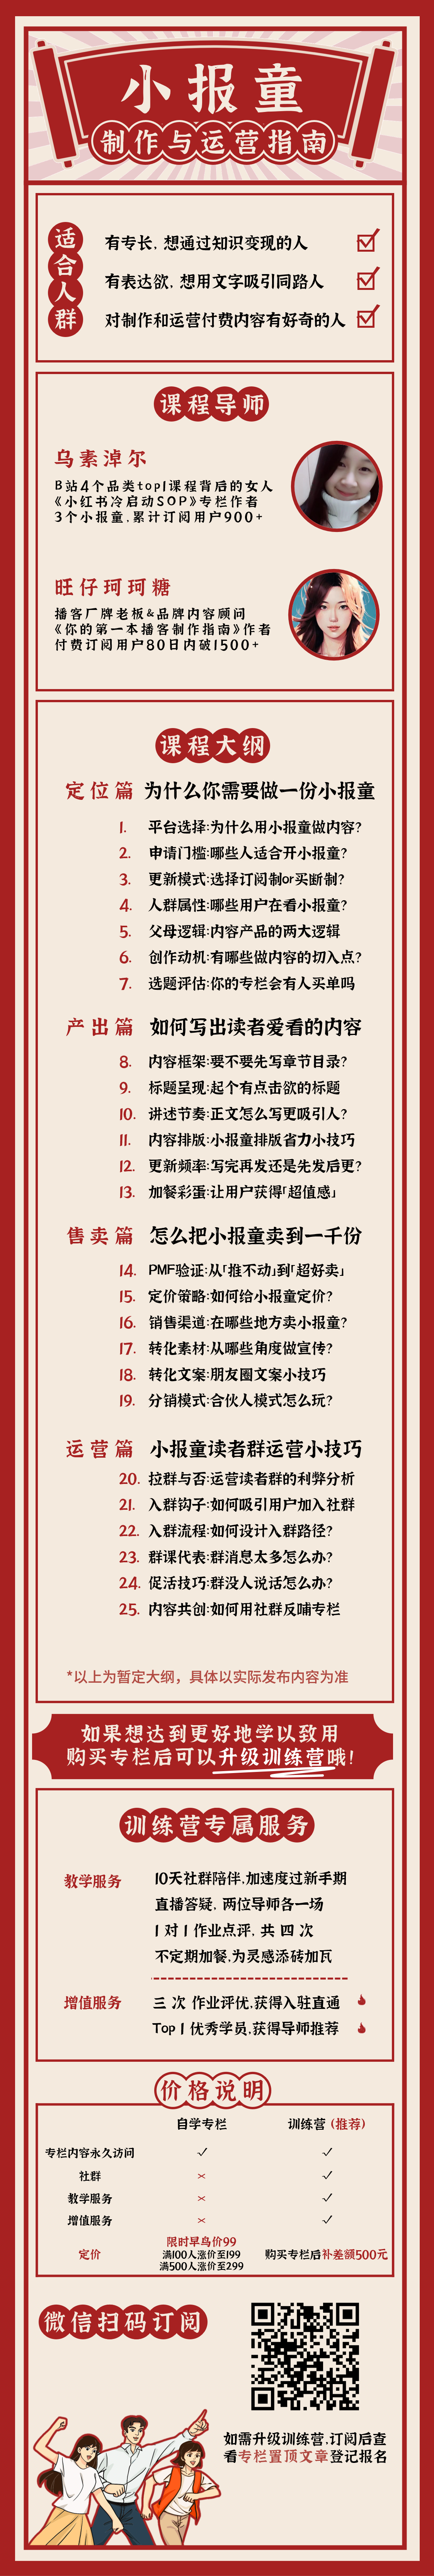 小报童
制作与运营指南
适合人群
有专长，想通过知识变现的人
有表达欲，想用文字吸引同路人
对制作和运营付费内容有好奇的人
课程导师
乌素淖尔
B站4个品类top1课程背后的女人
《小红书冷启动SOP》专栏作者
3个小报童，累计订阅用户900+
旺仔珂珂糖
播客厂牌老板&品牌内容顾问
《你的第一本播客制作指南》作者
付费订阅用户80日内破1500+
课程大纲
定位篇 为什么你需要做一份小报童
1. 平台选择:为什么用小报童做内容?
2. 申请门槛:哪些人适合开小报童?
3. 更新模式:选择订阅制or买断制?
4. 人群属性:哪些用户在看小报童?
5. 父母逻辑:内容产品的两大逻辑
6. 创作动机:有哪些做内容的切入点?
7. 选题评估:你的专栏会有人买单吗
产出篇 如何写出读者爱看的内容
8. 内容框架:要不要先写章节目录?
9. 标题呈现:起个有点击欲的标题
10. 讲述节奏:正文怎么写更吸引人?
11. 内容排版:小报童排版省力小技巧
12. 更新频率:写完再发还是先发后更?
13. 加餐彩蛋:让用户获得「超值感」
售卖篇 怎么把小报童卖到一千份
14. PMF验证:从「推不动」到「超好卖」
15. 定价策略:如何给小报童定价?
16. 销售渠道:在哪些地方卖小报童?
17. 转化素材:从哪些角度做宣传?
18. 转化文案:朋友圈文案小技巧
19. 分销模式:合伙人模式怎么玩?
运营篇 小报童读者群运营小技巧
20. 拉群与否:运营读者群的利弊分析
21. 入群钩子:如何吸引用户加入社群
22. 入群流程:如何设计入群路径?
23. 群课代表:群消息太多怎么办?
24. 促活技巧:群没人说话怎么办?
25. 内容共创:如何用社群反哺专栏
*以上为暂定大纲，具体以实际发布内容为准
如果想达到更好地学以致用
购买专栏后可以升级训练营哦!
训练营专属服务
教学服务 10天社群陪伴,加速度过新手期
直播答疑, 两位导师各一场
1 对 1 作业点评, 共 四 次
不定期加餐,为灵感添砖加瓦
增值服务 三 次 作业评优,获得入驻直通
Top 1 优秀学员,获得导师推荐
价格说明
自学专栏 训练营 (推荐)
专栏内容永久访问 ✓ ✓
社群 × ✓
教学服务 × ✓
增值服务 × ✓
限时早鸟价99
定价 满100人涨价至199 购买专栏后补差额500元
满500人涨价至299
微信扫码订阅
如需升级训练营,订阅后查
看专栏置顶文章登记报名